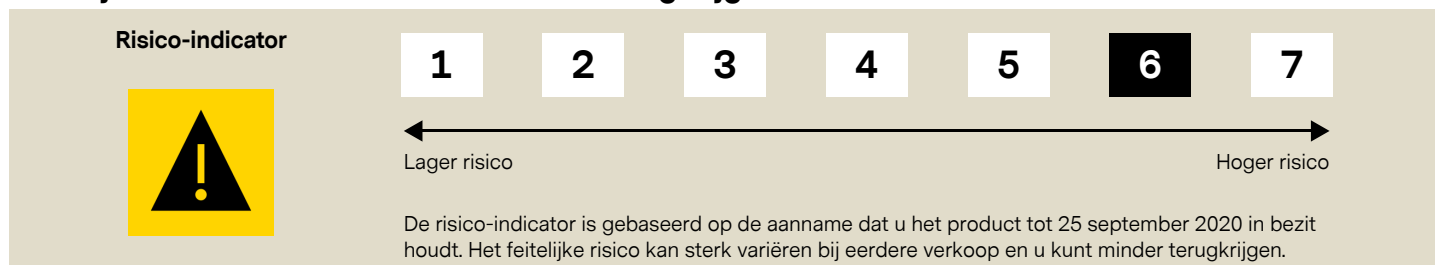 Risico-indicator
1 2 3 4 5 6 7
Lager risico Hoger risico
De risico-indicator is gebaseerd op de aanname dat u het product tot 25 september 2020 in bezit
houdt. Het feitelijke risico kan sterk variëren bij eerdere verkoop en u kunt minder terugkrijgen.